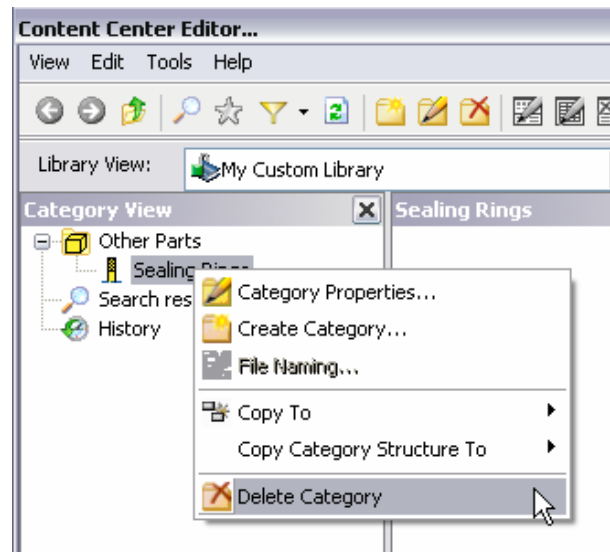 Content Center Editor...
View Edit Tools Help
Library View: My Custom Library
Category View Sealing Rings
Other Parts
Sealing Rings
Search res
History
Category Properties...
Create Category...
File Naming...
Copy To
Copy Category Structure To
Delete Category